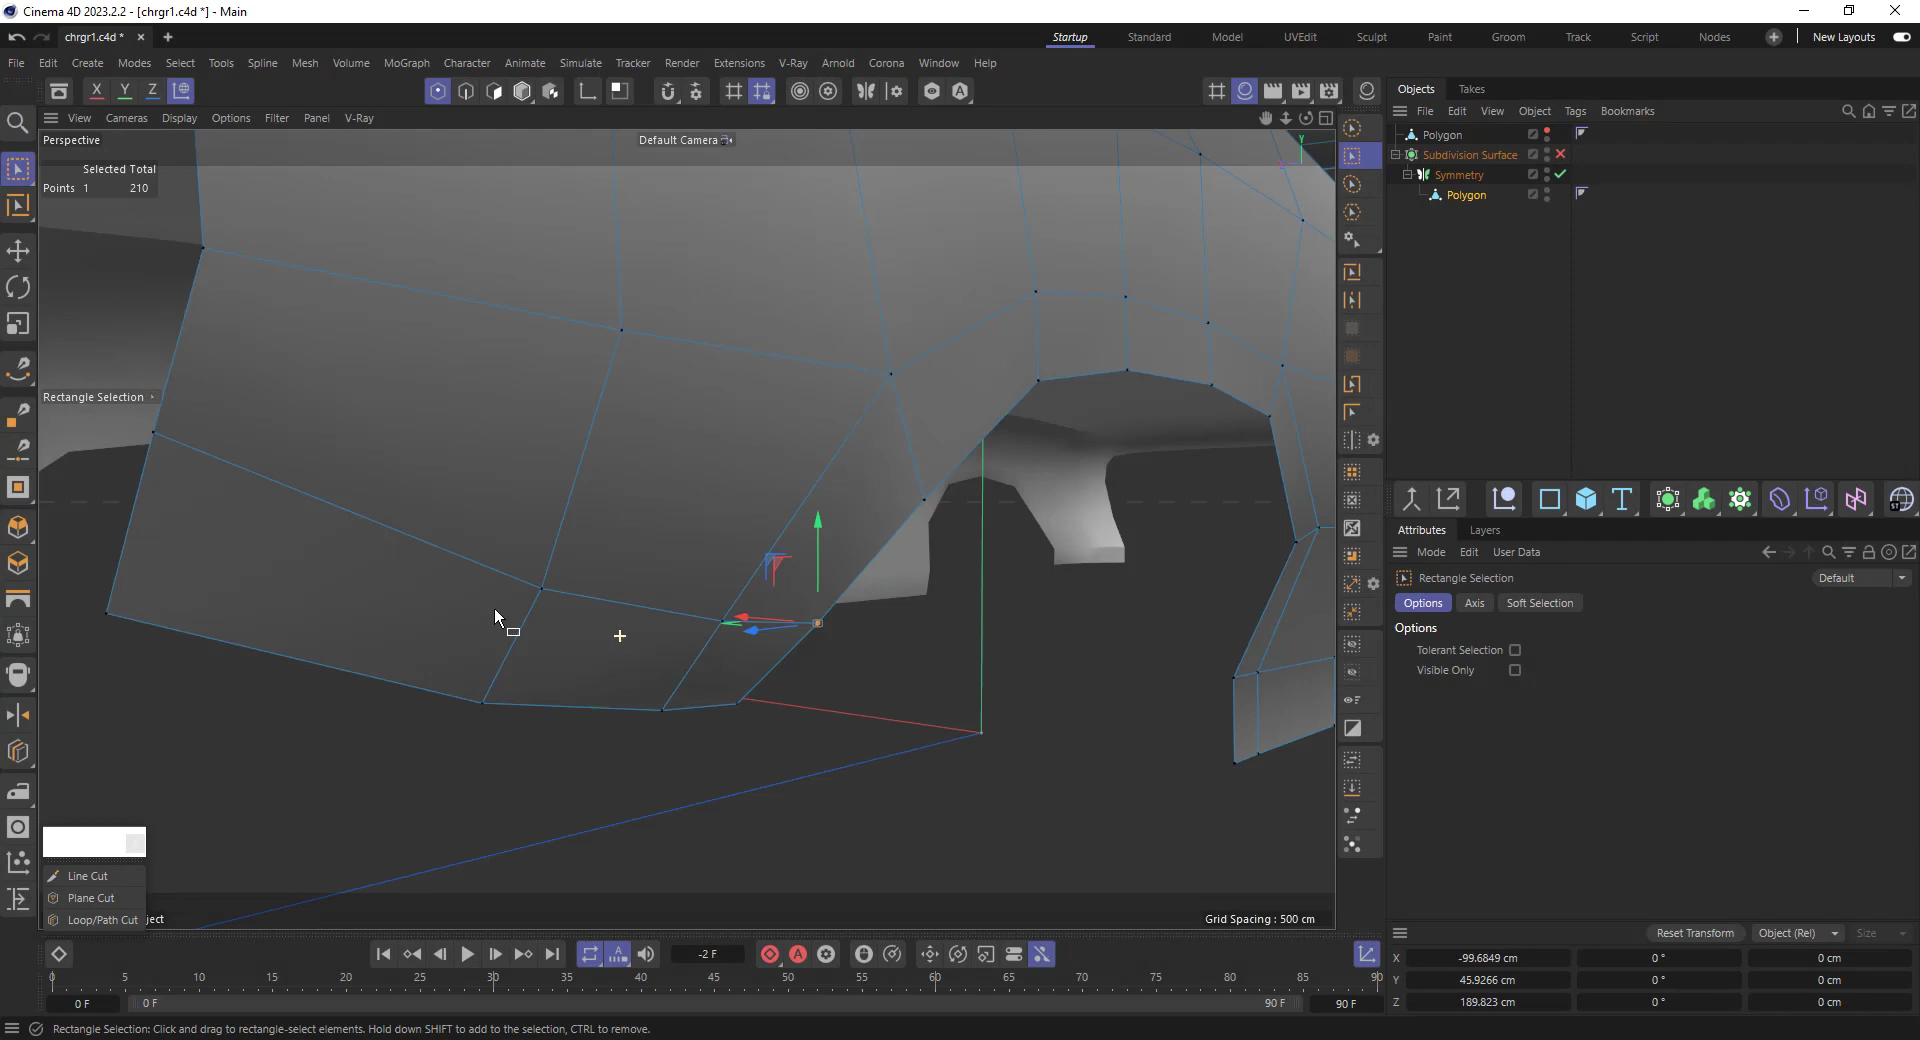 Cinema 4D 2023.2.2 - [chrgr1.c4d *] - Main
chrgr1.c4d *
Startup Standard Model UVEdit Sculpt Paint Groom Track Script Nodes New Layouts
File Edit Create Modes Select Tools Spline Mesh Volume MoGraph Character Animate Simulate Tracker Render Extensions V-Ray Arnold Corona Window Help
X Y Z
Objects Takes
View Cameras Display Options Filter Panel V-Ray
File Edit View Object Tags Bookmarks
Perspective
Default Camera
Y
Polygon
Subdivision Surface
Symmetry
Polygon
Selected Total
Points 1 210
Rectangle Selection
Attributes Layers
Mode Edit User Data
Rectangle Selection
Default
Options Axis Soft Selection
Options
Tolerant Selection
Visible Only
Line Cut
Plane Cut
Loop/Path Cut
ject
Grid Spacing : 500 cm
Reset Transform Object (Rel) Size
-2 F
X -99.6849 cm 0 ° 0 cm
Y 45.9266 cm 0 ° 0 cm
Z 189.823 cm 0 ° 0 cm
0 5 10 15 20 25 30 35 40 45 50 55 60 65 70 75 80 85 90
0 F 0 F 90 F 90 F
Rectangle Selection: Click and drag to rectangle-select elements. Hold down SHIFT to add to the selection, CTRL to remove.